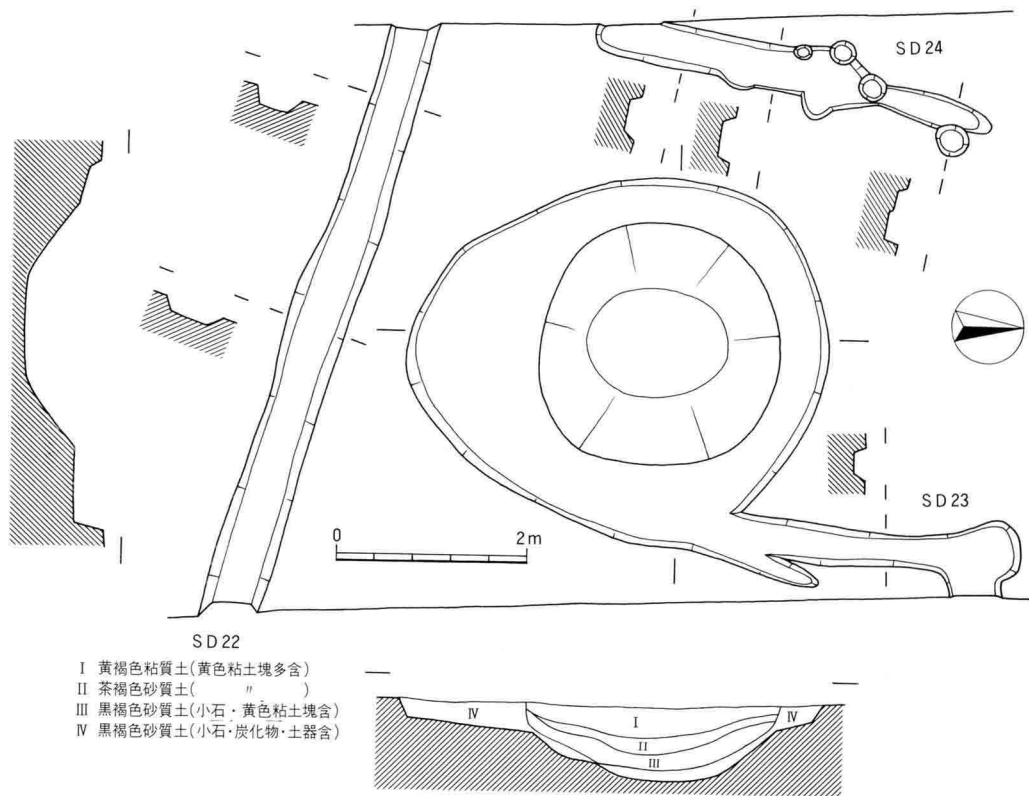 SD24
0 2m
SD23
SD22
I 黄褐色粘質土(黄色粘土塊多含)
II 茶褐色砂質土( 〃 )
III 黒褐色砂質土(小石・黄色粘土塊含)
IV 黒褐色砂質土(小石・炭化物・土器含)
IV I IV
II
III